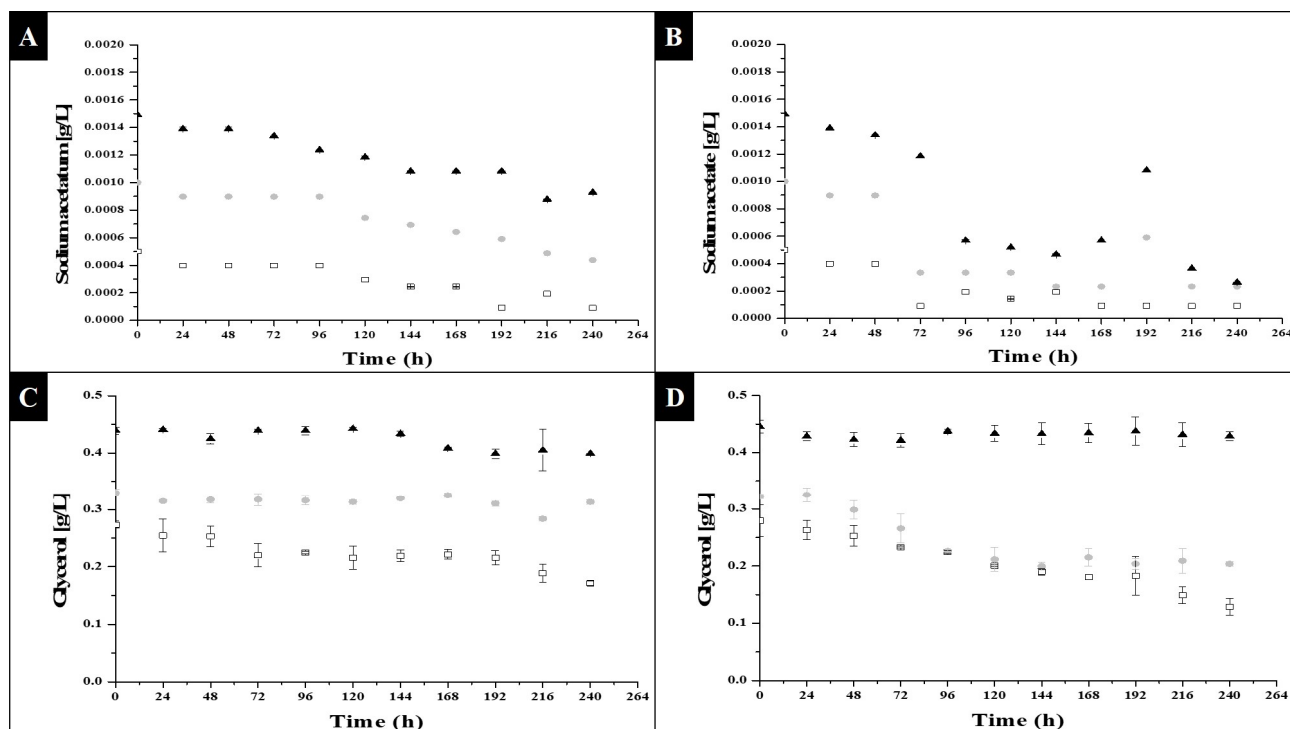 A
0.0020
0.0018
0.0016
0.0014
0.0012
0.0010
0.0008
0.0006
0.0004
0.0002
0.0000
Sodiumacetatum [g/L]
0 24 48 72 96 120 144 168 192 216 240 264
Time (h)
B
0.0020
0.0018
0.0016
0.0014
0.0012
0.0010
0.0008
0.0006
0.0004
0.0002
0.0000
Sodiumacetate [g/L]
0 24 48 72 96 120 144 168 192 216 240 264
Time (h)
C
0.5
0.4
0.3
0.2
0.1
0.0
Glycerol [g/L]
0 24 48 72 96 120 144 168 192 216 240 264
Time (h)
D
0.5
0.4
0.3
0.2
0.1
0.0
Glycerol [g/L]
0 24 48 72 96 120 144 168 192 216 240 264
Time (h)